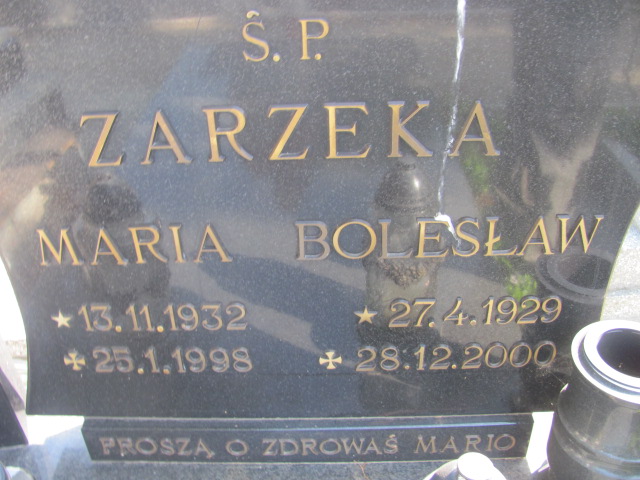 Ś.P.
ZARZEKA
MARIA BOLESŁAW
★13.11.1932 ★27.4.1929
✠25.1.1998 ✠28.12.2000
PROSZĄ O ZDROWAŚ MARIO